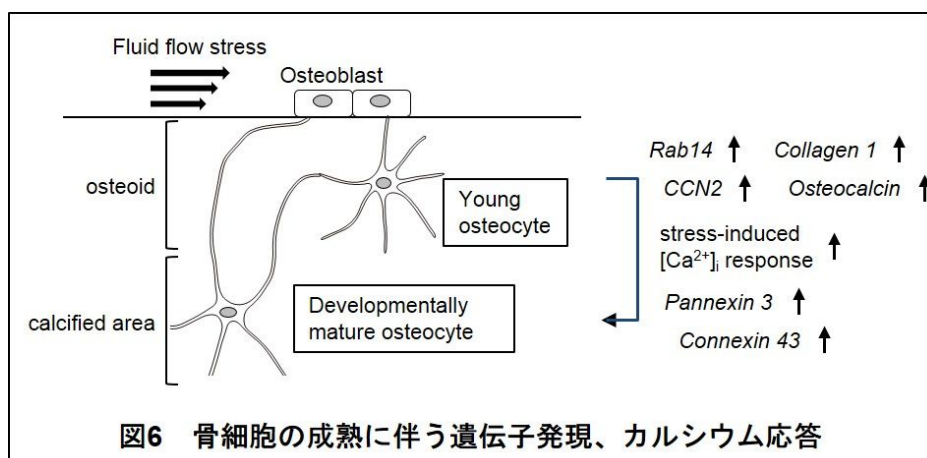 Fluid flow stress
Osteoblast
osteoid
Young
osteocyte
calcified area
Developmentally
mature osteocyte
Rab14 ↑ Collagen 1 ↑
CCN2 ↑ Osteocalcin ↑
stress-induced
[Ca²⁺]ᵢ response ↑
Pannexin 3 ↑
Connexin 43 ↑
図6 骨細胞の成熟に伴う遺伝子発現、カルシウム応答